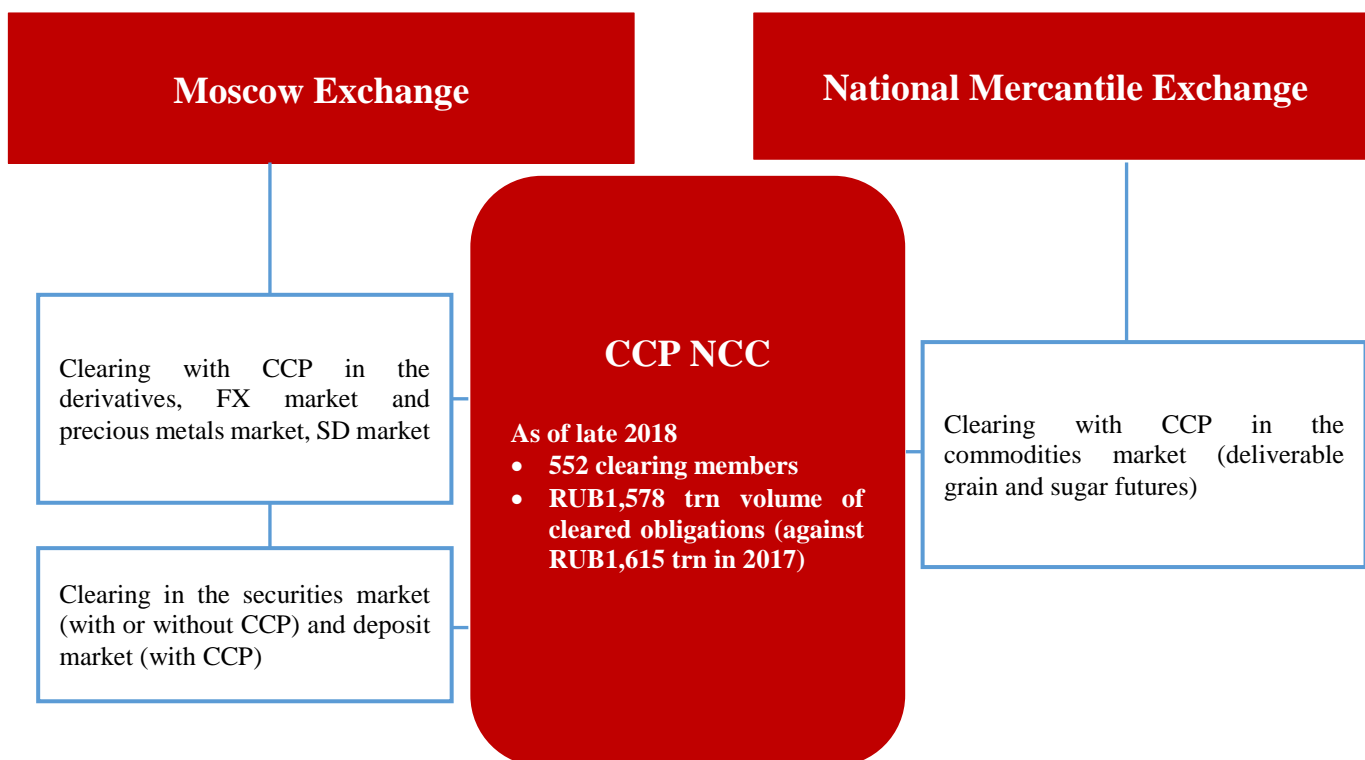 Moscow Exchange
National Mercantile Exchange
Clearing with CCP in the
derivatives, FX market and
precious metals market, SD market
Clearing in the securities market
(with or without CCP) and deposit
market (with CCP)
CCP NCC
As of late 2018
• 552 clearing members
• RUB1,578 trn volume of
cleared obligations (against
RUB1,615 trn in 2017)
Clearing with CCP in the
commodities market (deliverable
grain and sugar futures)